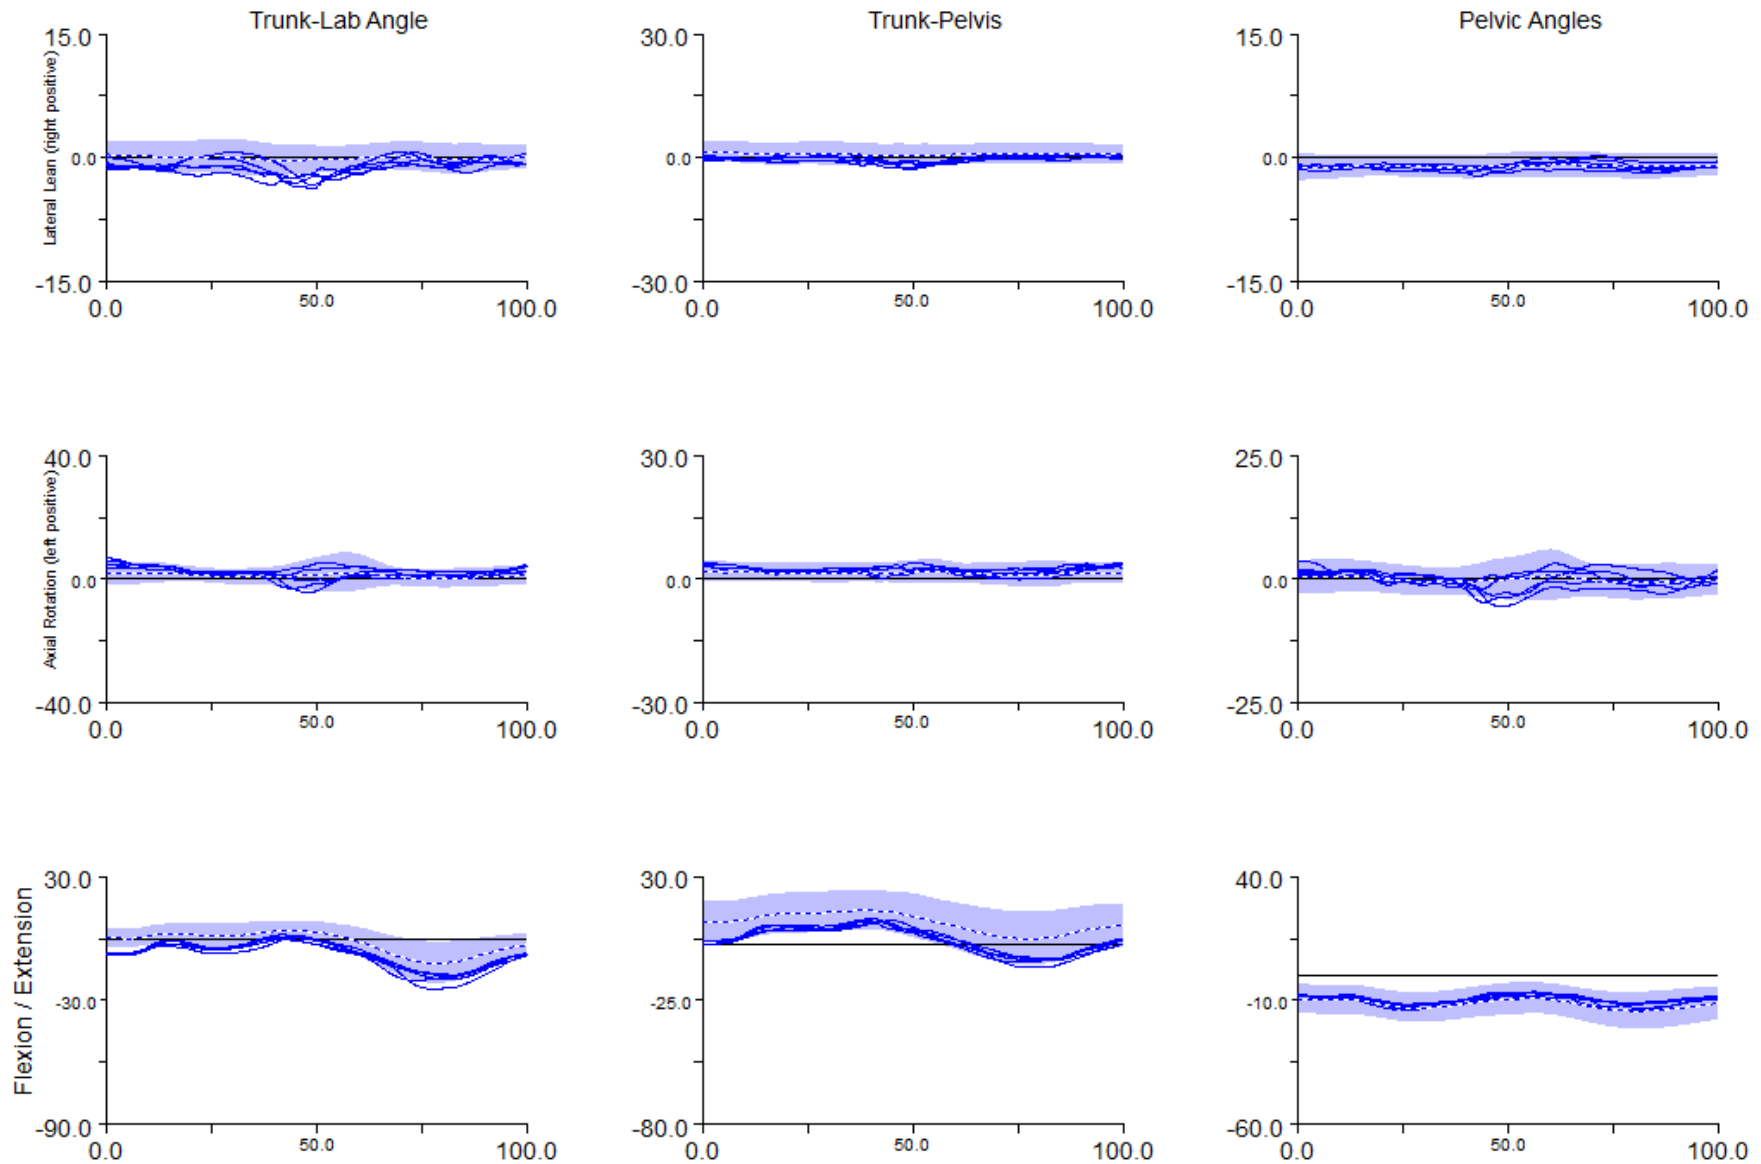 Trunk-Lab Angle Trunk-Pelvis Pelvic Angles
15.0 30.0 15.0
Lateral Lean (right positive)
0.0 0.0 0.0
-15.0 -30.0 -15.0
0.0 50.0 100.0 0.0 50.0 100.0 0.0 50.0 100.0
40.0 30.0 25.0
Axial Rotation (left positive)
0.0 0.0 0.0
-40.0 -30.0 -25.0
0.0 50.0 100.0 0.0 50.0 100.0 0.0 50.0 100.0
30.0 30.0 40.0
Flexion / Extension
-30.0 -25.0 -10.0
-90.0 -80.0 -60.0
0.0 50.0 100.0 0.0 50.0 100.0 0.0 50.0 100.0